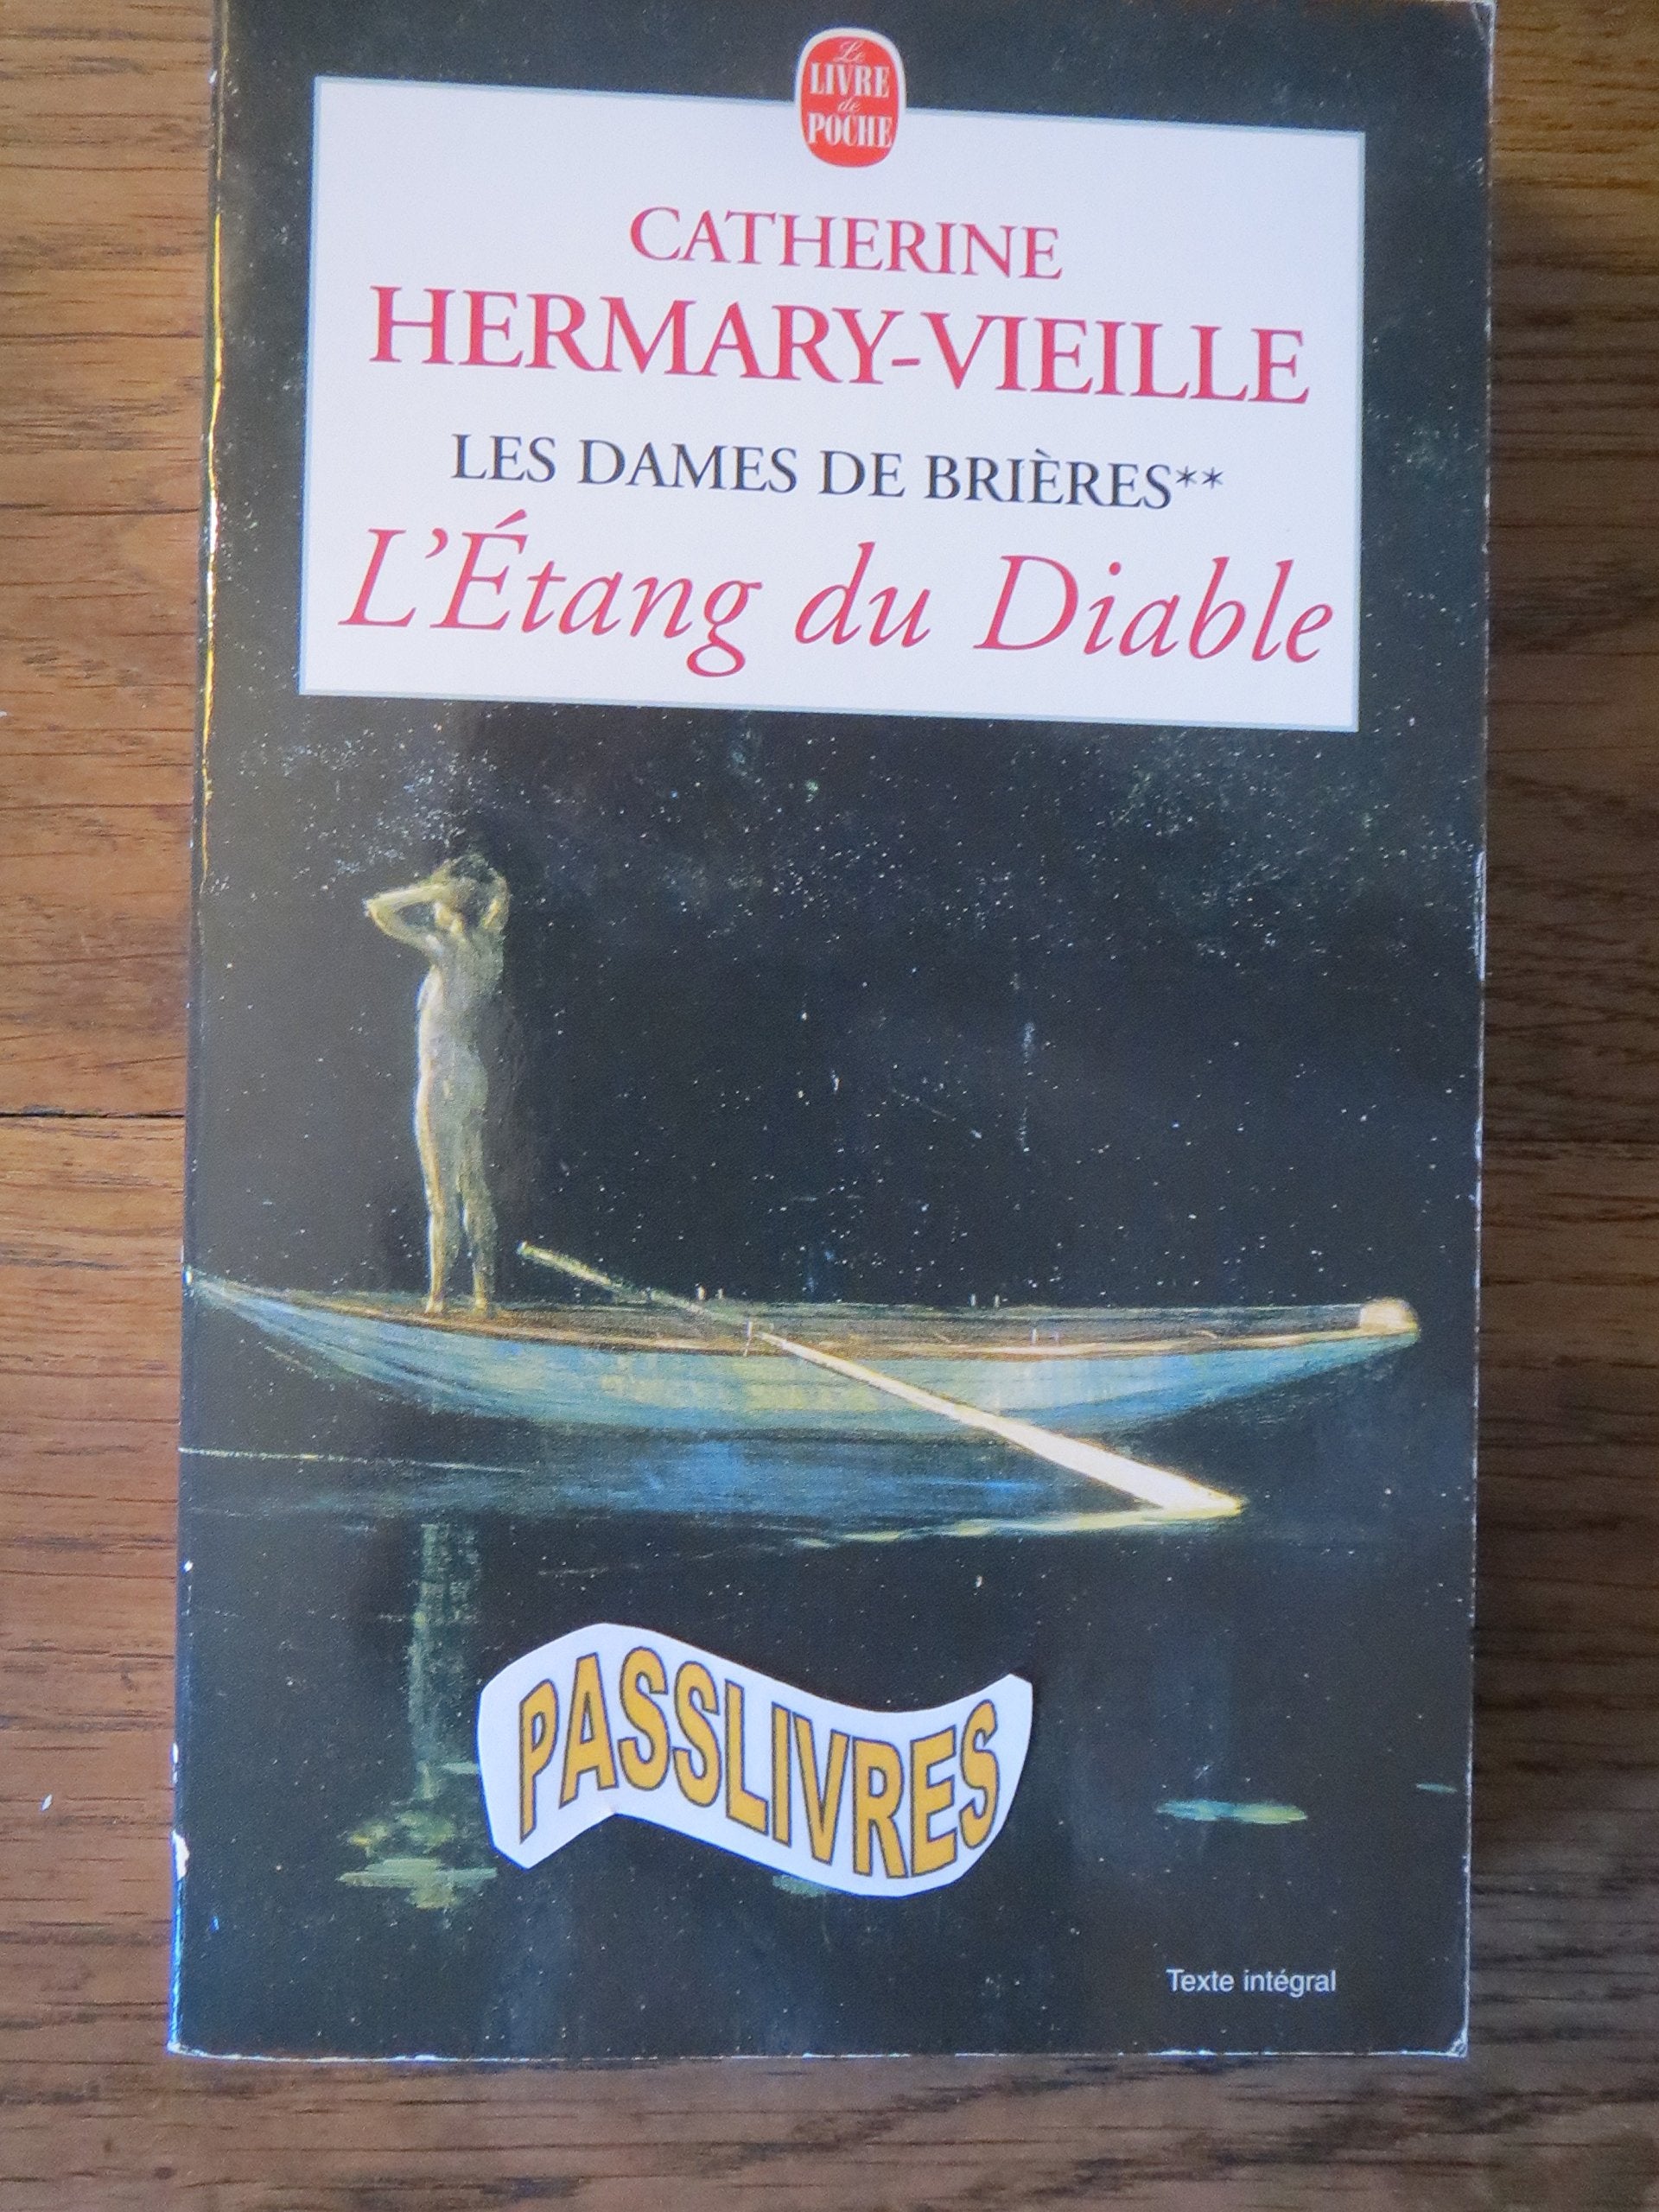 Le
LIVRE
de
POCHE
CATHERINE
HERMARY-VIEILLE
LES DAMES DE BRIÈRES**
L'Étang du Diable
PASSLIVRES
Texte intégral